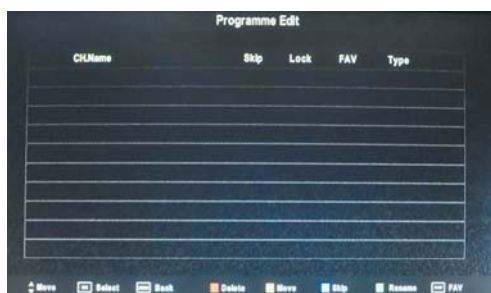 Programme Edit
CH.Name Skip Lock FAV Type
Move Select Back Delete Move Skip Rename FAV